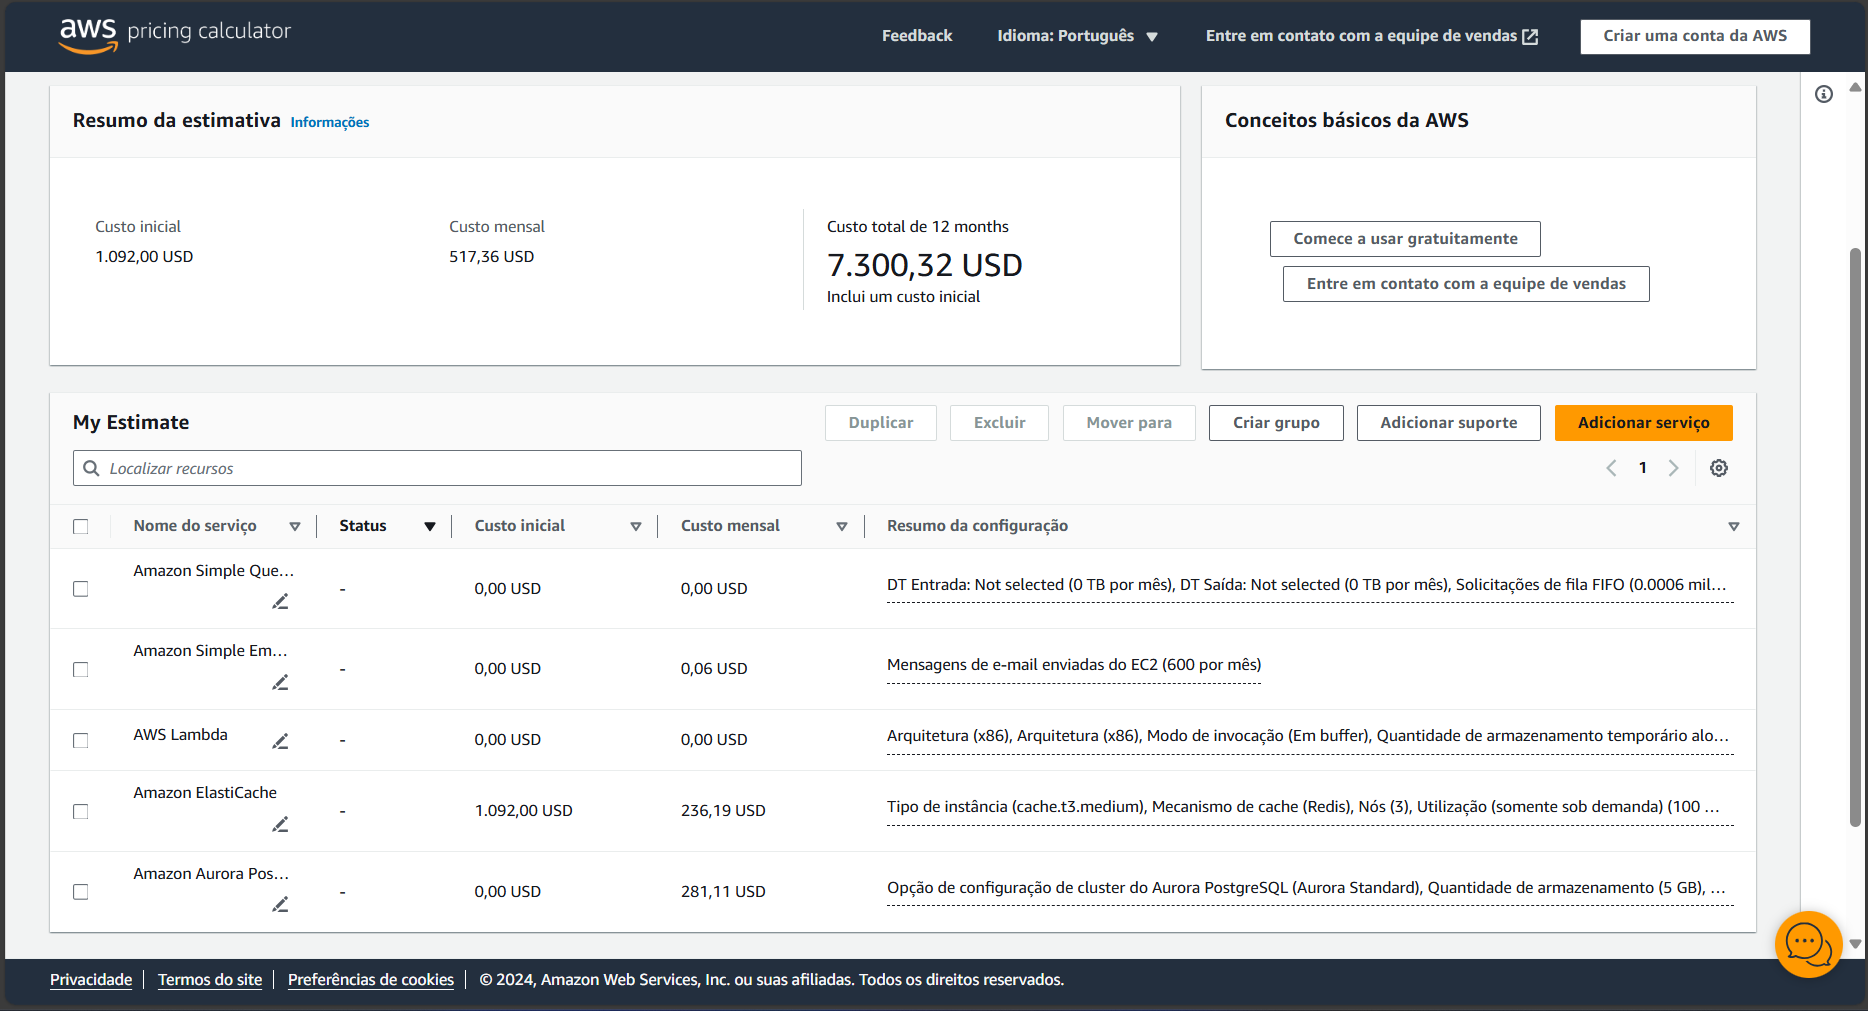 aws pricing calculator
Feedback
Idioma: Português
Entre em contato com a equipe de vendas
Criar uma conta da AWS
Resumo da estimativa Informações
Custo inicial
1.092,00 USD
Custo mensal
517,36 USD
Custo total de 12 months
7.300,32 USD
Inclui um custo inicial
Conceitos básicos da AWS
Comece a usar gratuitamente
Entre em contato com a equipe de vendas
My Estimate
Duplicar
Excluir
Mover para
Criar grupo
Adicionar suporte
Adicionar serviço
Localizar recursos
1
Nome do serviço Status Custo inicial Custo mensal Resumo da configuração
Amazon Simple Que... - 0,00 USD 0,00 USD DT Entrada: Not selected (0 TB por mês), DT Saída: Not selected (0 TB por mês), Solicitações de fila FIFO (0.0006 mil...
Amazon Simple Em... - 0,00 USD 0,06 USD Mensagens de e-mail enviadas do EC2 (600 por mês)
AWS Lambda - 0,00 USD 0,00 USD Arquitetura (x86), Arquitetura (x86), Modo de invocação (Em buffer), Quantidade de armazenamento temporário alo...
Amazon ElastiCache - 1.092,00 USD 236,19 USD Tipo de instância (cache.t3.medium), Mecanismo de cache (Redis), Nós (3), Utilização (somente sob demanda) (100 ...
Amazon Aurora Pos... - 0,00 USD 281,11 USD Opção de configuração de cluster do Aurora PostgreSQL (Aurora Standard), Quantidade de armazenamento (5 GB), ...
Privacidade | Termos do site | Preferências de cookies | © 2024, Amazon Web Services, Inc. ou suas afiliadas. Todos os direitos reservados.